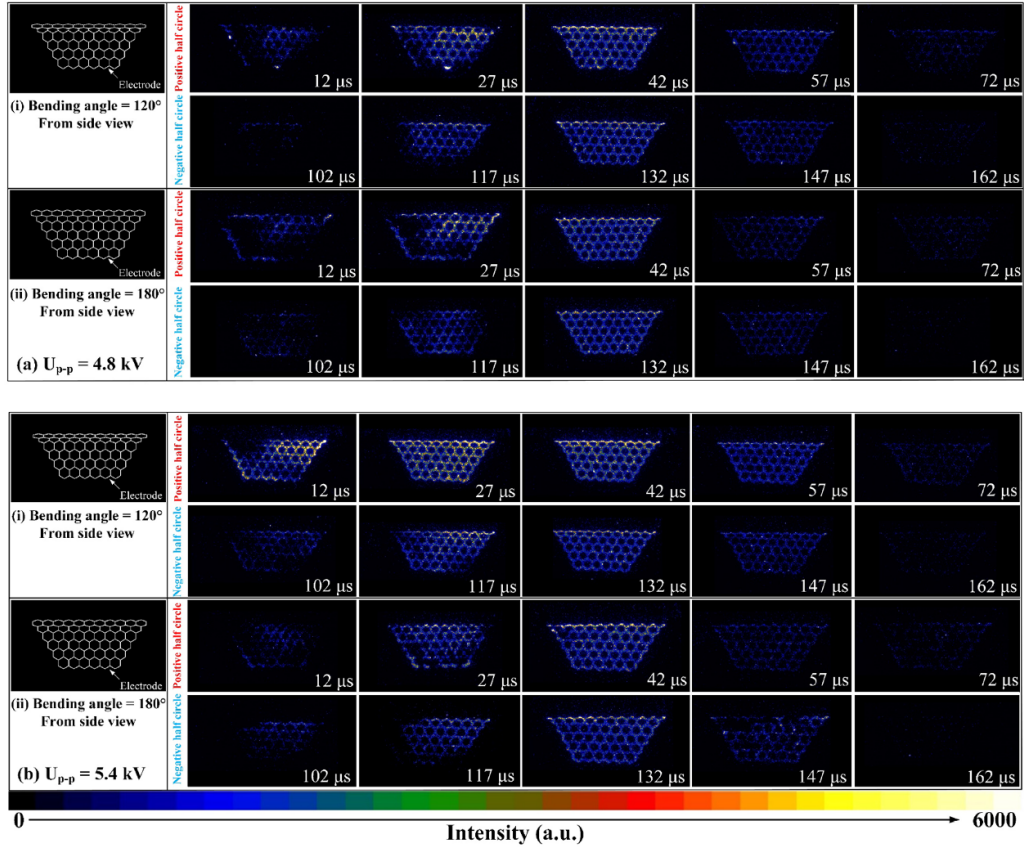 Electrode
(i) Bending angle = 120°
From side view
Positive half circle
12 μs
27 μs
42 μs
57 μs
72 μs
Negative half circle
102 μs
117 μs
132 μs
147 μs
162 μs
Electrode
(ii) Bending angle = 180°
From side view
(a) Up-p = 4.8 kV
Positive half circle
12 μs
27 μs
42 μs
57 μs
72 μs
Negative half circle
102 μs
117 μs
132 μs
147 μs
162 μs
Electrode
(i) Bending angle = 120°
From side view
Positive half circle
12 μs
27 μs
42 μs
57 μs
72 μs
Negative half circle
102 μs
117 μs
132 μs
147 μs
162 μs
Electrode
(ii) Bending angle = 180°
From side view
(b) Up-p = 5.4 kV
Positive half circle
12 μs
27 μs
42 μs
57 μs
72 μs
Negative half circle
102 μs
117 μs
132 μs
147 μs
162 μs
0 6000
Intensity (a.u.)